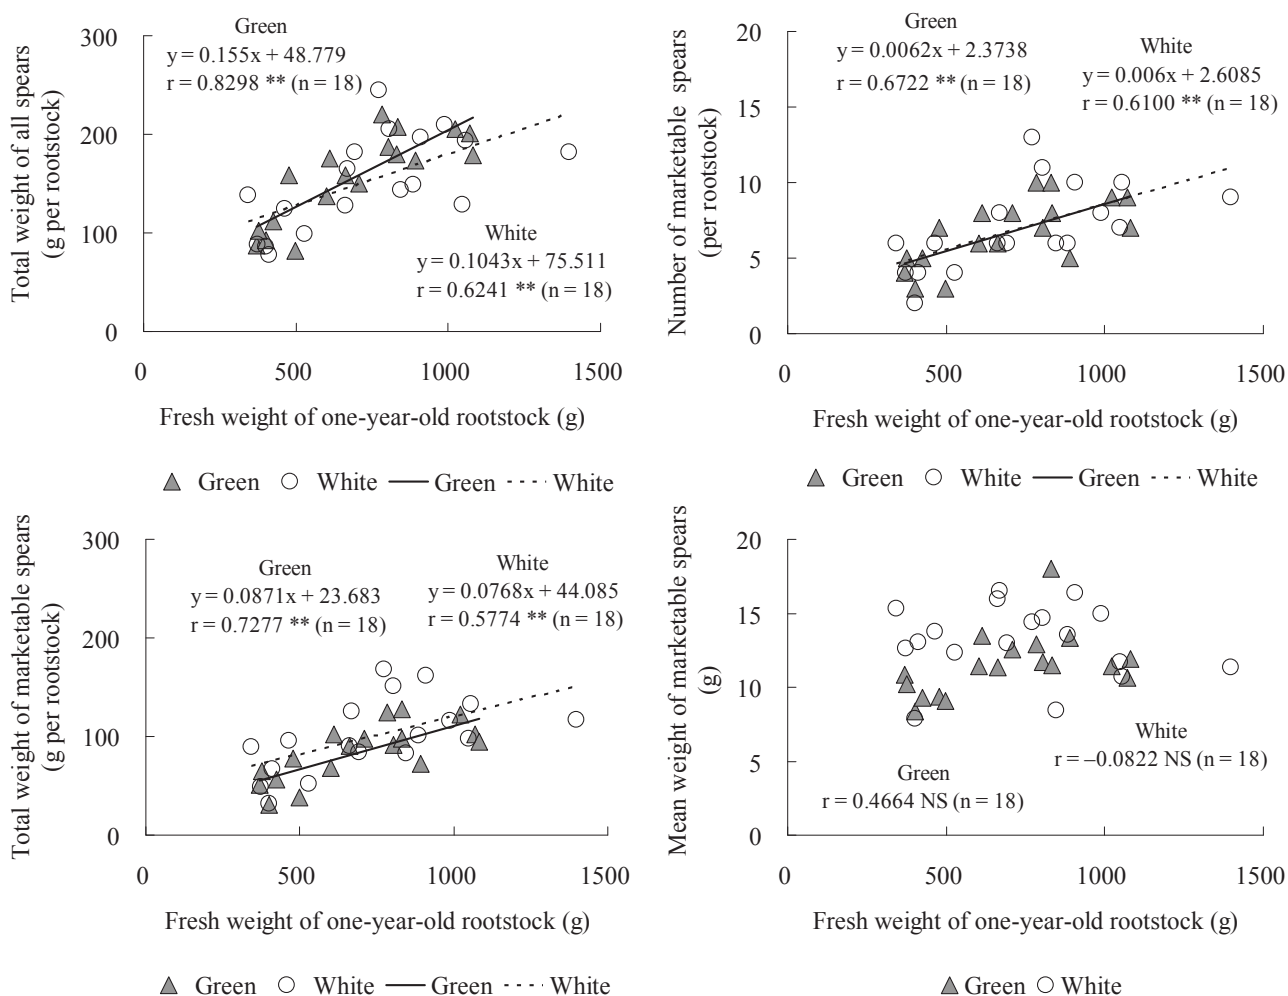 Total weight of all spears
(g per rootstock)
300
200
100
0
Green
y = 0.155x + 48.779
r = 0.8298 ** (n = 18)
White
y = 0.1043x + 75.511
r = 0.6241 ** (n = 18)
0 500 1000 1500
Fresh weight of one-year-old rootstock (g)
Green White Green White
Number of marketable spears
(per rootstock)
20
15
10
5
0
Green
y = 0.0062x + 2.3738
r = 0.6722 ** (n = 18)
White
y = 0.006x + 2.6085
r = 0.6100 ** (n = 18)
0 500 1000 1500
Fresh weight of one-year-old rootstock (g)
Green White Green White
Total weight of marketable spears
(g per rootstock)
300
200
100
0
Green
y = 0.0871x + 23.683
r = 0.7277 ** (n = 18)
White
y = 0.0768x + 44.085
r = 0.5774 ** (n = 18)
0 500 1000 1500
Fresh weight of one-year-old rootstock (g)
Green White Green White
Mean weight of marketable spears
(g)
20
15
10
5
0
White
r = –0.0822 NS (n = 18)
Green
r = 0.4664 NS (n = 18)
0 500 1000 1500
Fresh weight of one-year-old rootstock (g)
Green White